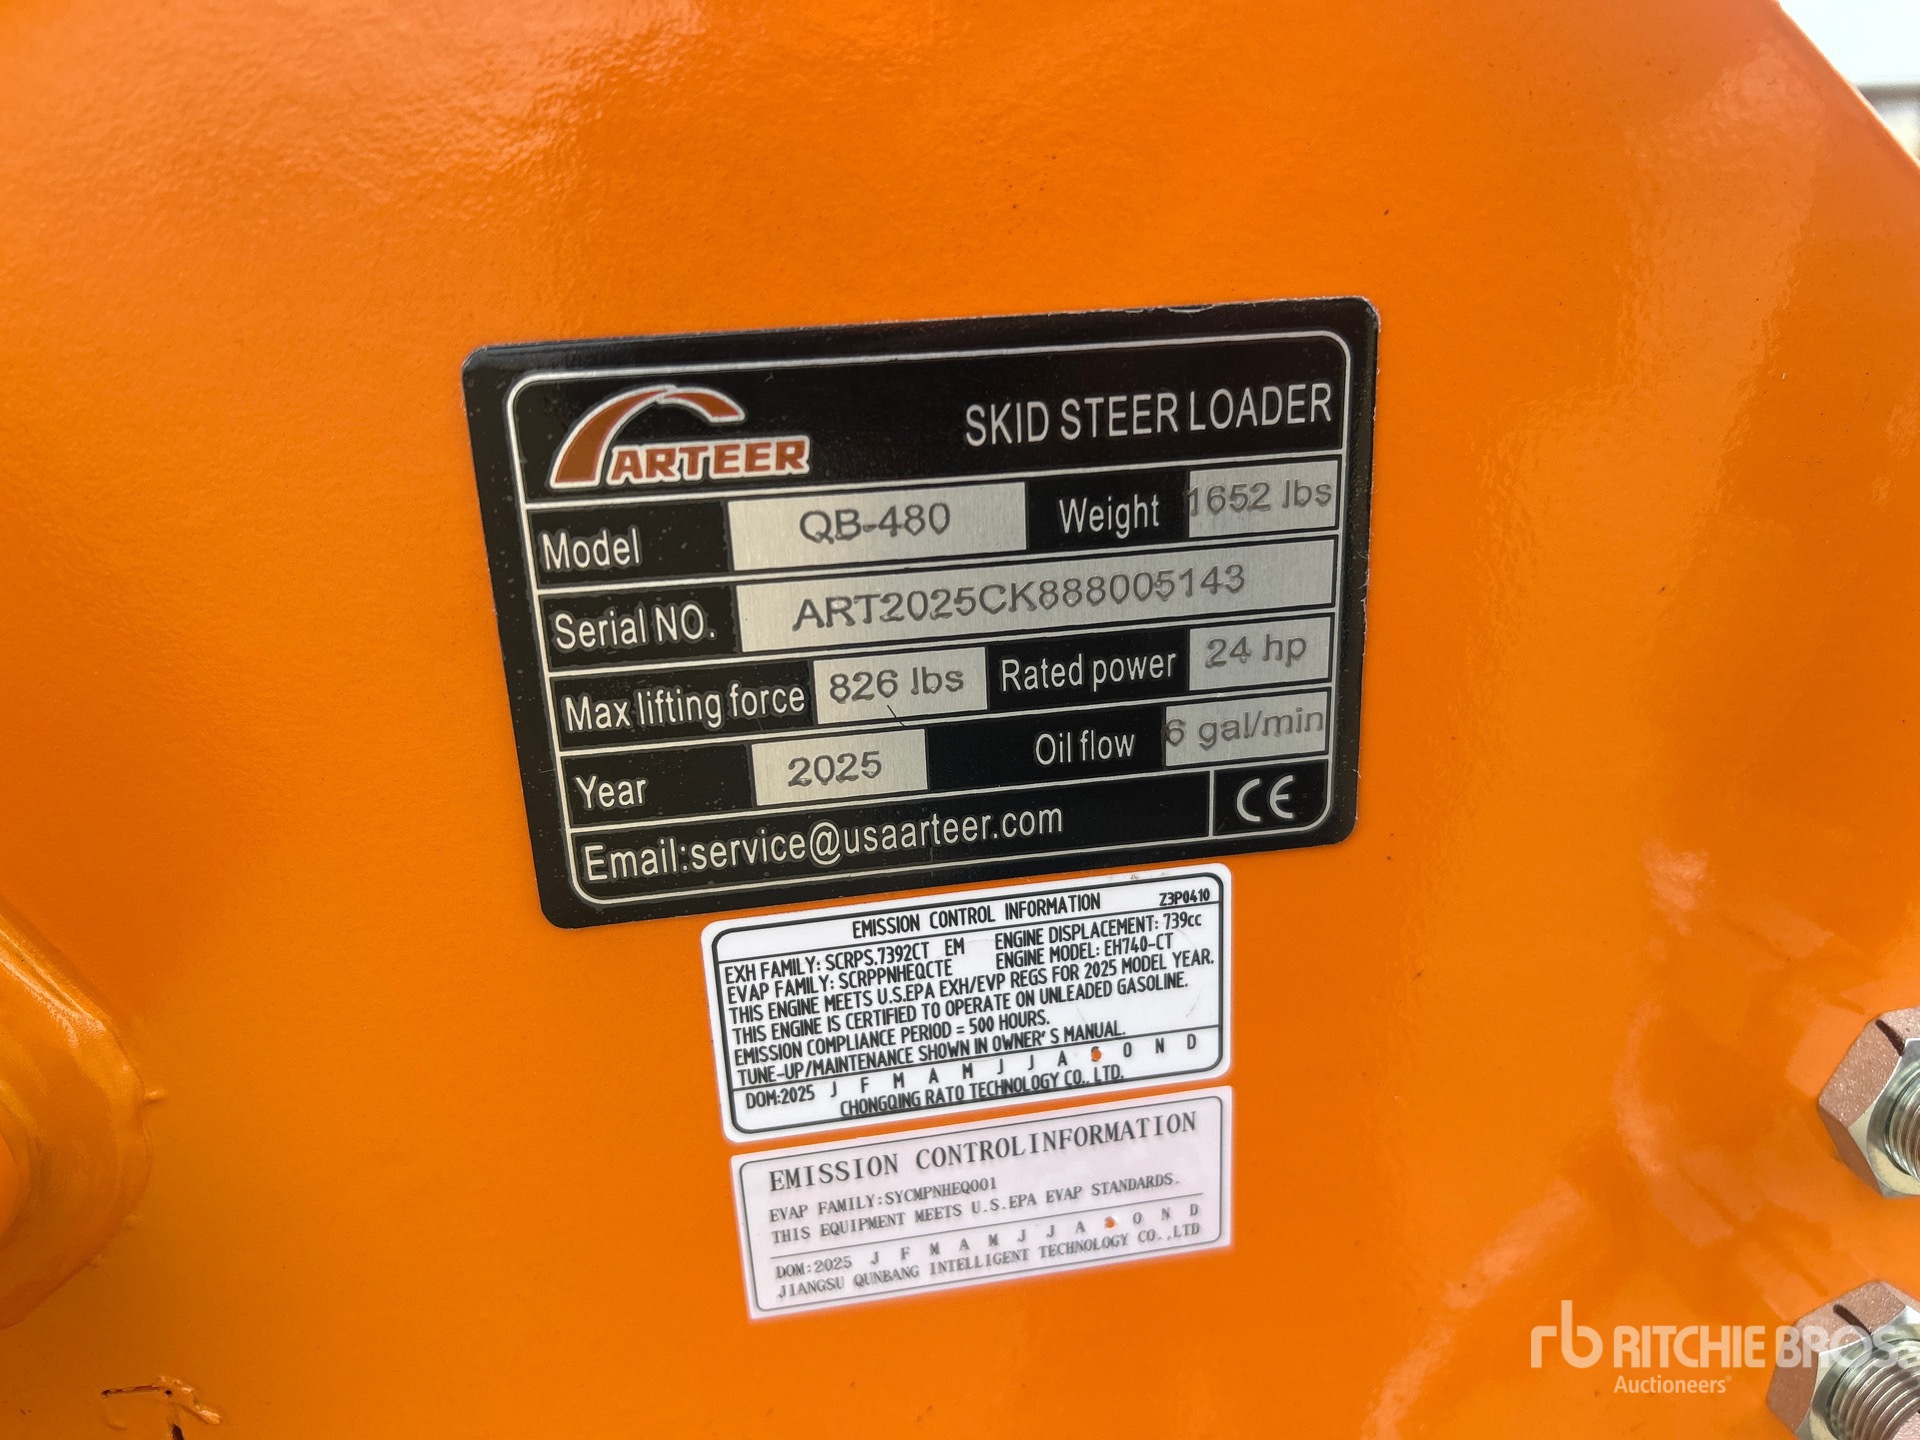 ARTEER SKID STEER LOADER
Model QB-480 Weight 1652 lbs
Serial NO. ART2025CK888005143
Max lifting force 826 lbs Rated power 24 hp
Year 2025 Oil flow 6 gal/min
Email:service@usaarteer.com CE
EMISSION CONTROL INFORMATION Z3P0410
EXH FAMILY: SCRPS.7392CT EM ENGINE DISPLACEMENT: 739cc
EVAP FAMILY: SCRPPNHEQCTE ENGINE MODEL: EH740-CT
THIS ENGINE MEETS U.S.EPA EXH/EVP REGS FOR 2025 MODEL YEAR.
THIS ENGINE IS CERTIFIED TO OPERATE ON UNLEADED GASOLINE.
EMISSION COMPLIANCE PERIOD = 500 HOURS.
TUNE-UP/MAINTENANCE SHOWN IN OWNER'S MANUAL.
DOM:2025 J F M A M J J A O N D
CHONGQING RATO TECHNOLOGY CO., LTD.
EMISSION CONTROLINFORMATION
EVAP FAMILY:SYCMPNHEQ001
THIS EQUIPMENT MEETS U.S.EPA EVAP STANDARDS.
DOM:2025 J F M A M J J A O N D
JIANGSU QUNBANG INTELLIGENT TECHNOLOGY CO.,LTD
rb RITCHIE BROS
Auctioneers